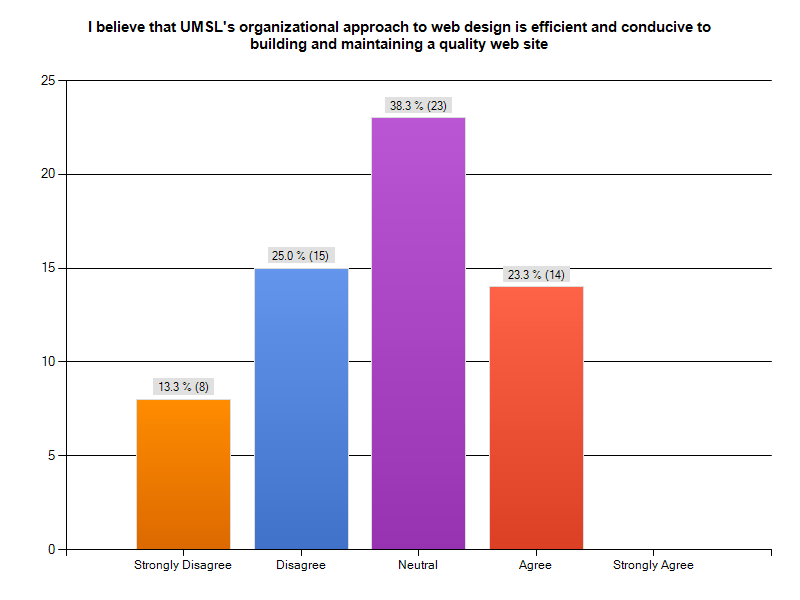 I believe that UMSL's organizational approach to web design is efficient and conducive to
building and maintaining a quality web site
25
20
15
10
5
0
38.3 % (23)
25.0 % (15)
23.3 % (14)
13.3 % (8)
Strongly Disagree
Disagree
Neutral
Agree
Strongly Agree